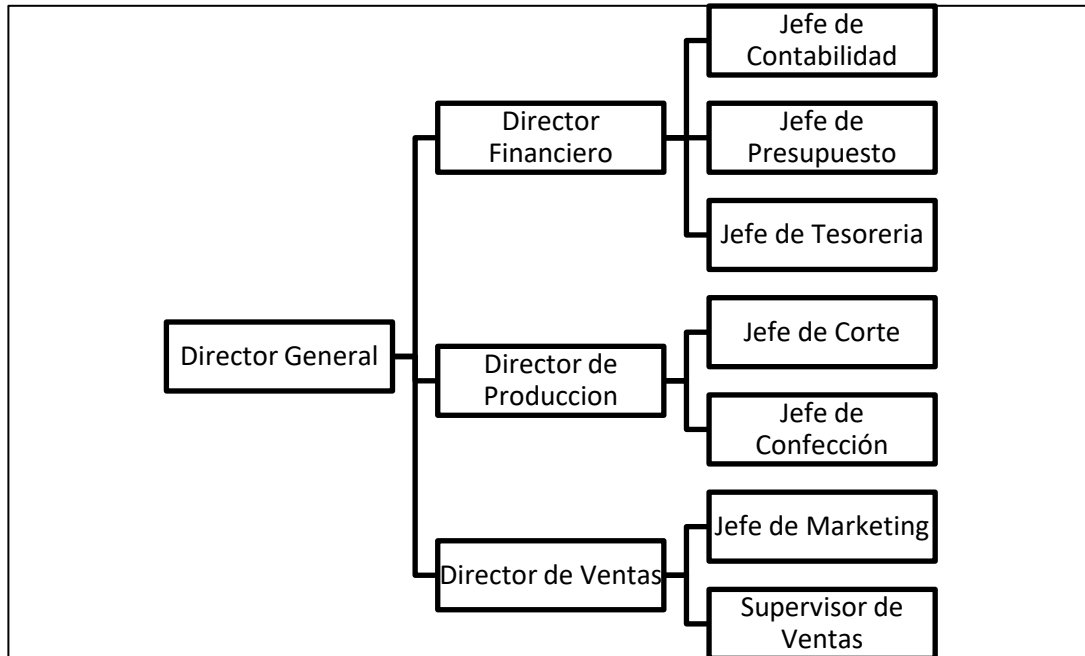 Jefe de
Contabilidad
Director
Financiero
Jefe de
Presupuesto
Jefe de Tesoreria
Director General
Director de
Produccion
Jefe de Corte
Jefe de
Confección
Director de Ventas
Jefe de Marketing
Supervisor de
Ventas